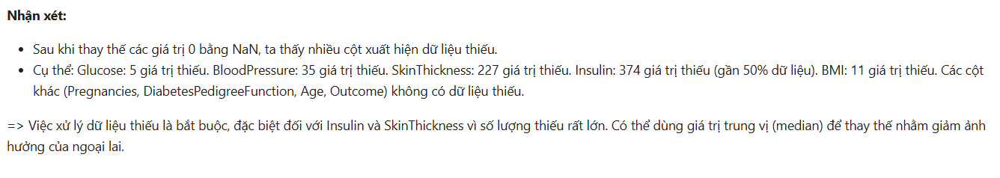 Nhận xét:
• Sau khi thay thế các giá trị 0 bằng NaN, ta thấy nhiều cột xuất hiện dữ liệu thiếu.
• Cụ thể: Glucose: 5 giá trị thiếu. BloodPressure: 35 giá trị thiếu. SkinThickness: 227 giá trị thiếu. Insulin: 374 giá trị thiếu (gần 50% dữ liệu). BMI: 11 giá trị thiếu. Các cột
khác (Pregnancies, DiabetesPedigreeFunction, Age, Outcome) không có dữ liệu thiếu.
=> Việc xử lý dữ liệu thiếu là bắt buộc, đặc biệt đối với Insulin và SkinThickness vì số lượng thiếu rất lớn. Có thể dùng giá trị trung vị (median) để thay thế nhằm giảm ảnh
hưởng của ngoại lai.